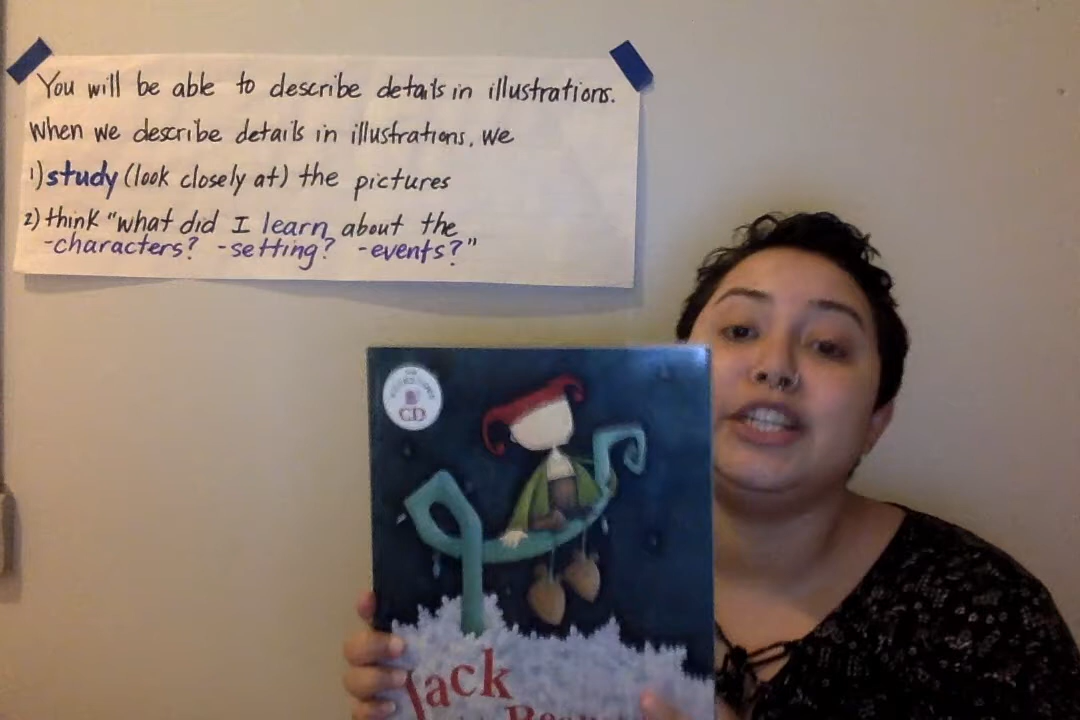 You will be able to describe details in illustrations.
When we describe details in illustrations, we
1) study (look closely at) the pictures
2) think "what did I learn about the
-characters? -setting? -events?"
CD
Jack